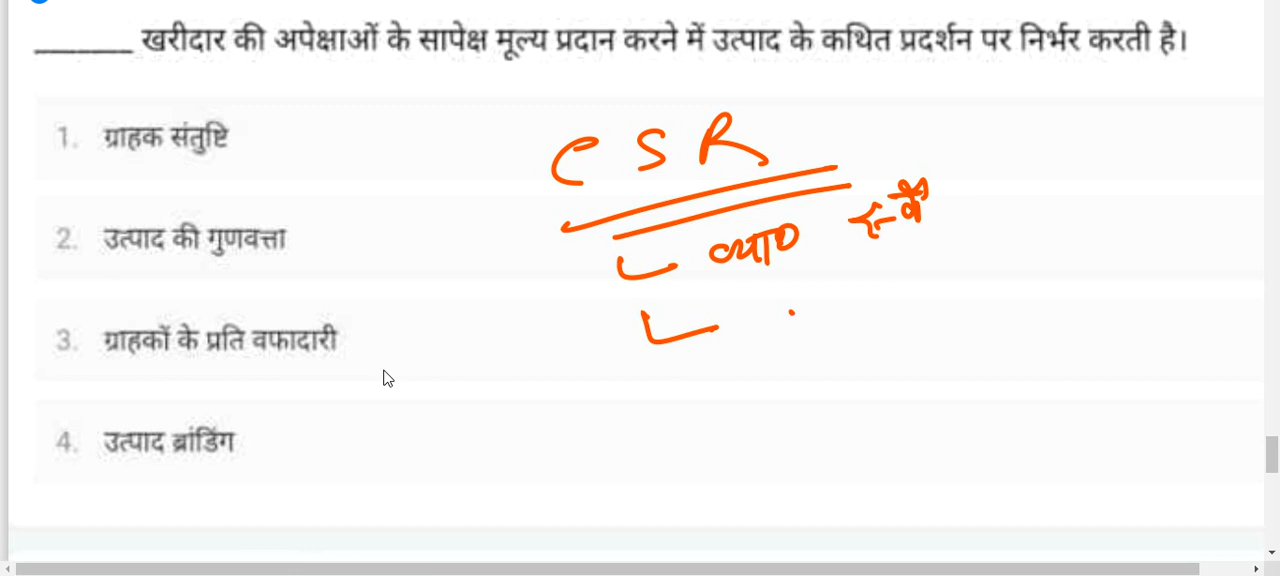 ______ खरीदार की अपेक्षाओं के सापेक्ष मूल्य प्रदान करने में उत्पाद के कथित प्रदर्शन पर निर्भर करती है।
1. ग्राहक संतुष्टि
CSR
2. उत्पाद की गुणवत्ता
3. ग्राहकों के प्रति वफादारी
4. उत्पाद ब्रांडिंग